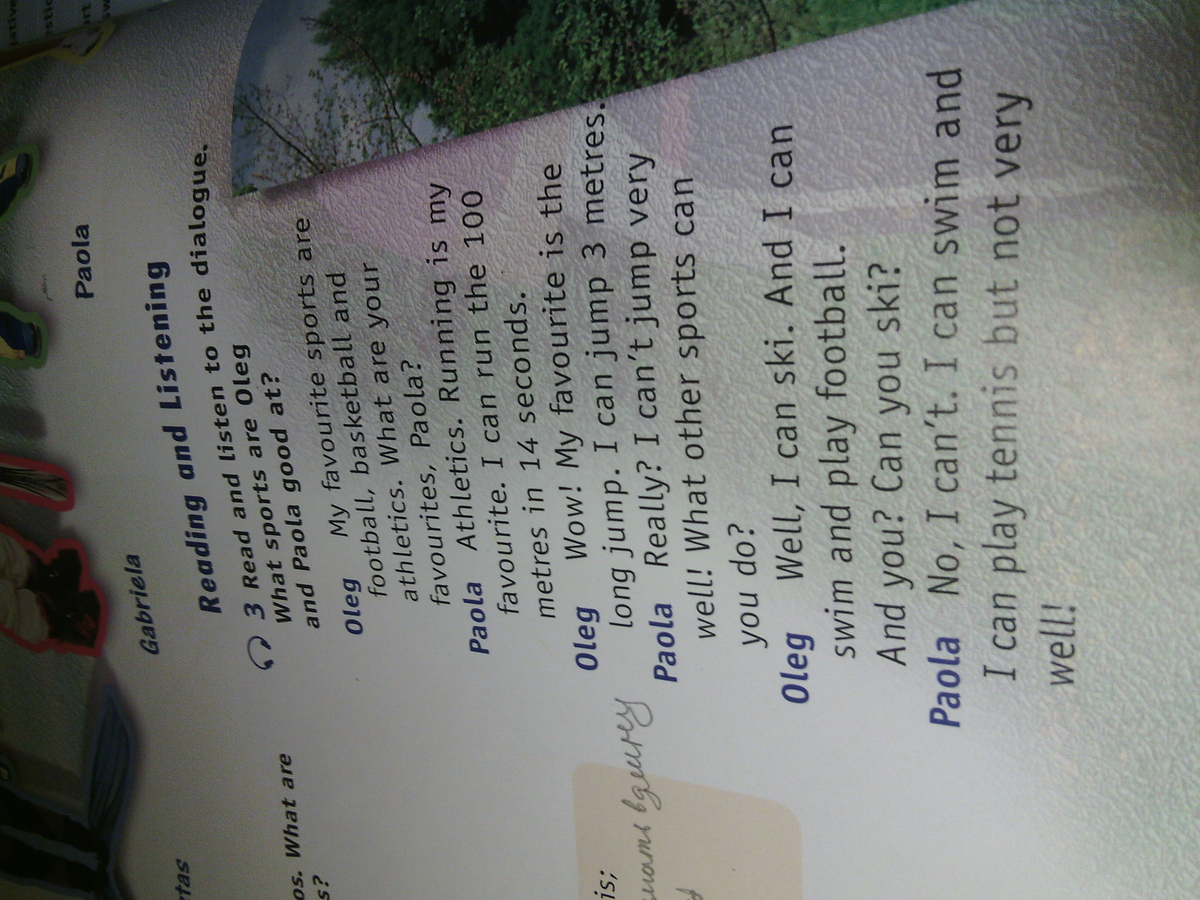 Paola
Gabriela
Reading and Listening
3 Read and listen to the dialogue.
What sports are Oleg
and Paola good at?
Oleg My favourite sports are
football, basketball and
athletics. What are your
favourites, Paola?
Paola Athletics. Running is my
favourite. I can run the 100
metres in 14 seconds.
Oleg Wow! My favourite is the
long jump. I can jump 3 metres.
Paola Really? I can't jump very
well! What other sports can
you do?
Oleg Well, I can ski. And I can
swim and play football.
And you? Can you ski?
Paola No, I can't. I can swim and
I can play tennis but not very
well!
os. What are
s?
is;